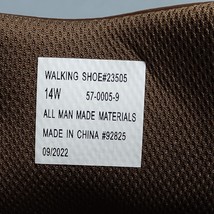 WALKING SHOE#23505
14W 57-0005-9
ALL MAN MADE MATERIALS
MADE IN CHINA #92825
09/2022